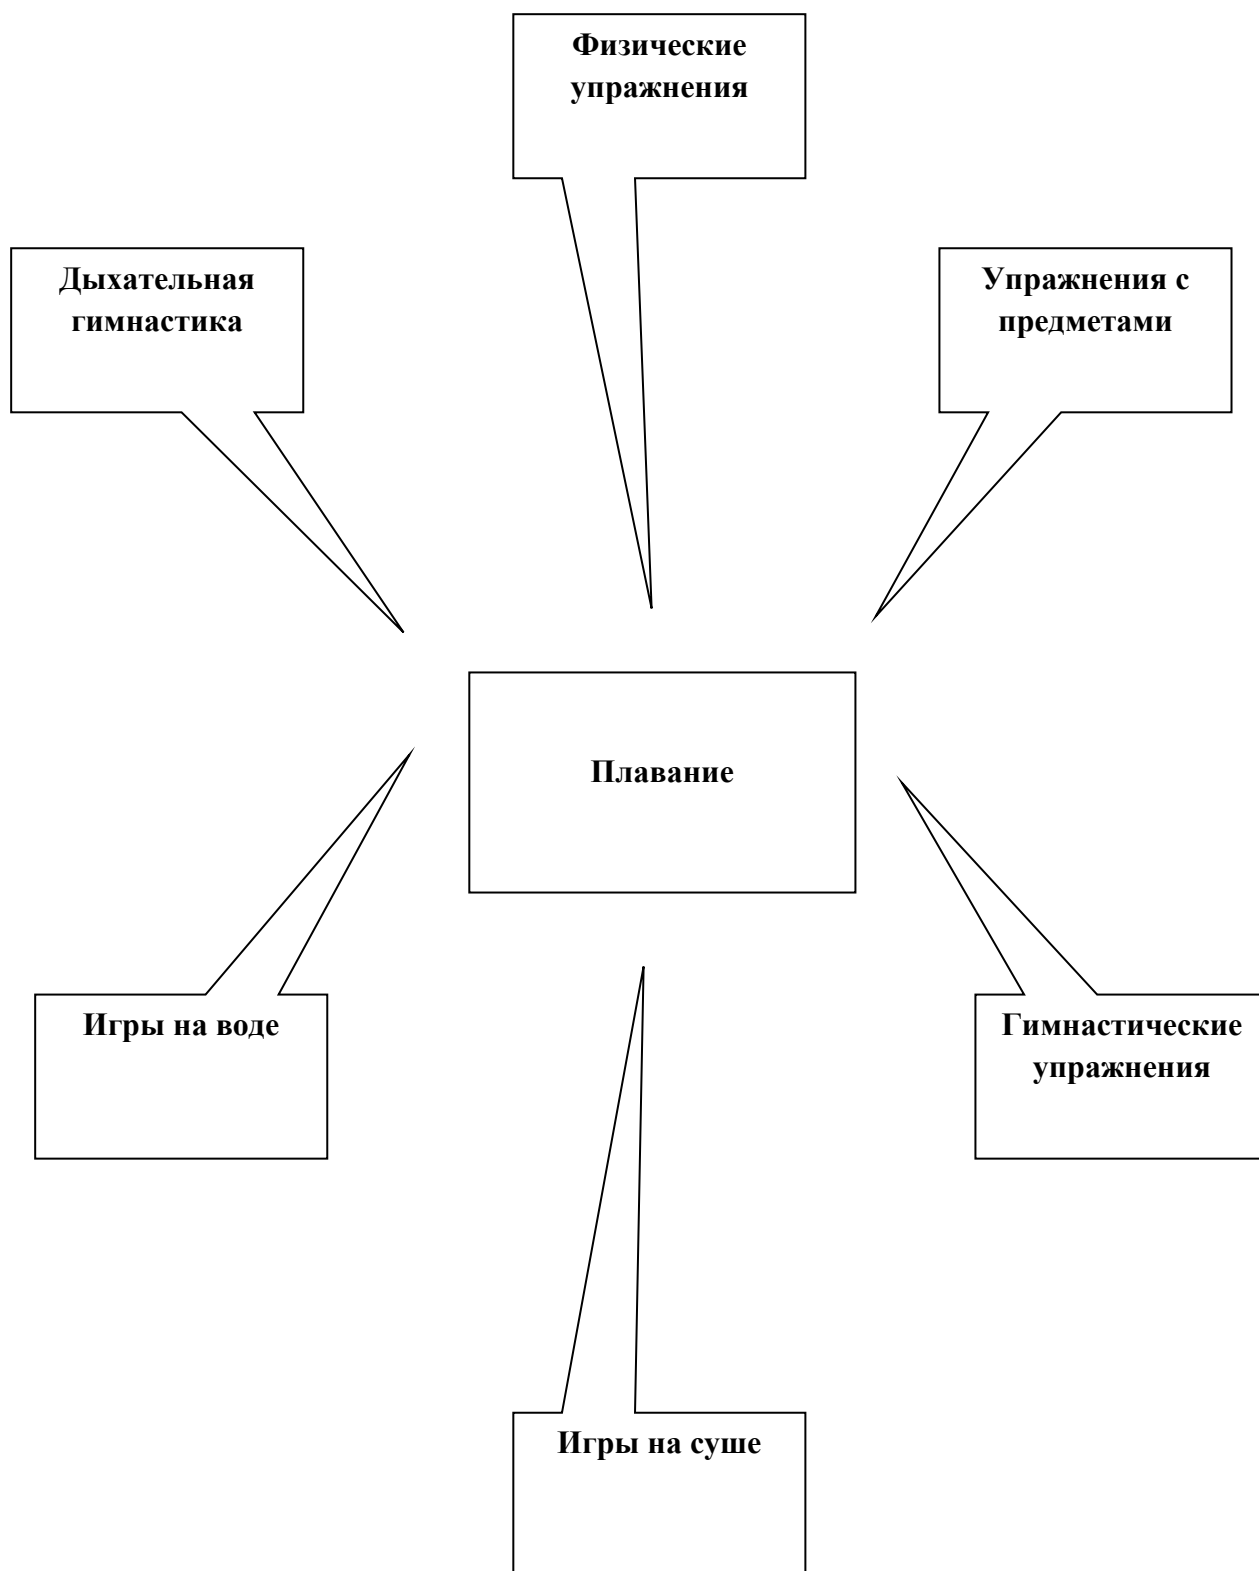 Физические
упражнения
Дыхательная
гимнастика
Упражнения с
предметами
Плавание
Игры на воде
Гимнастические
упражнения
Игры на суше